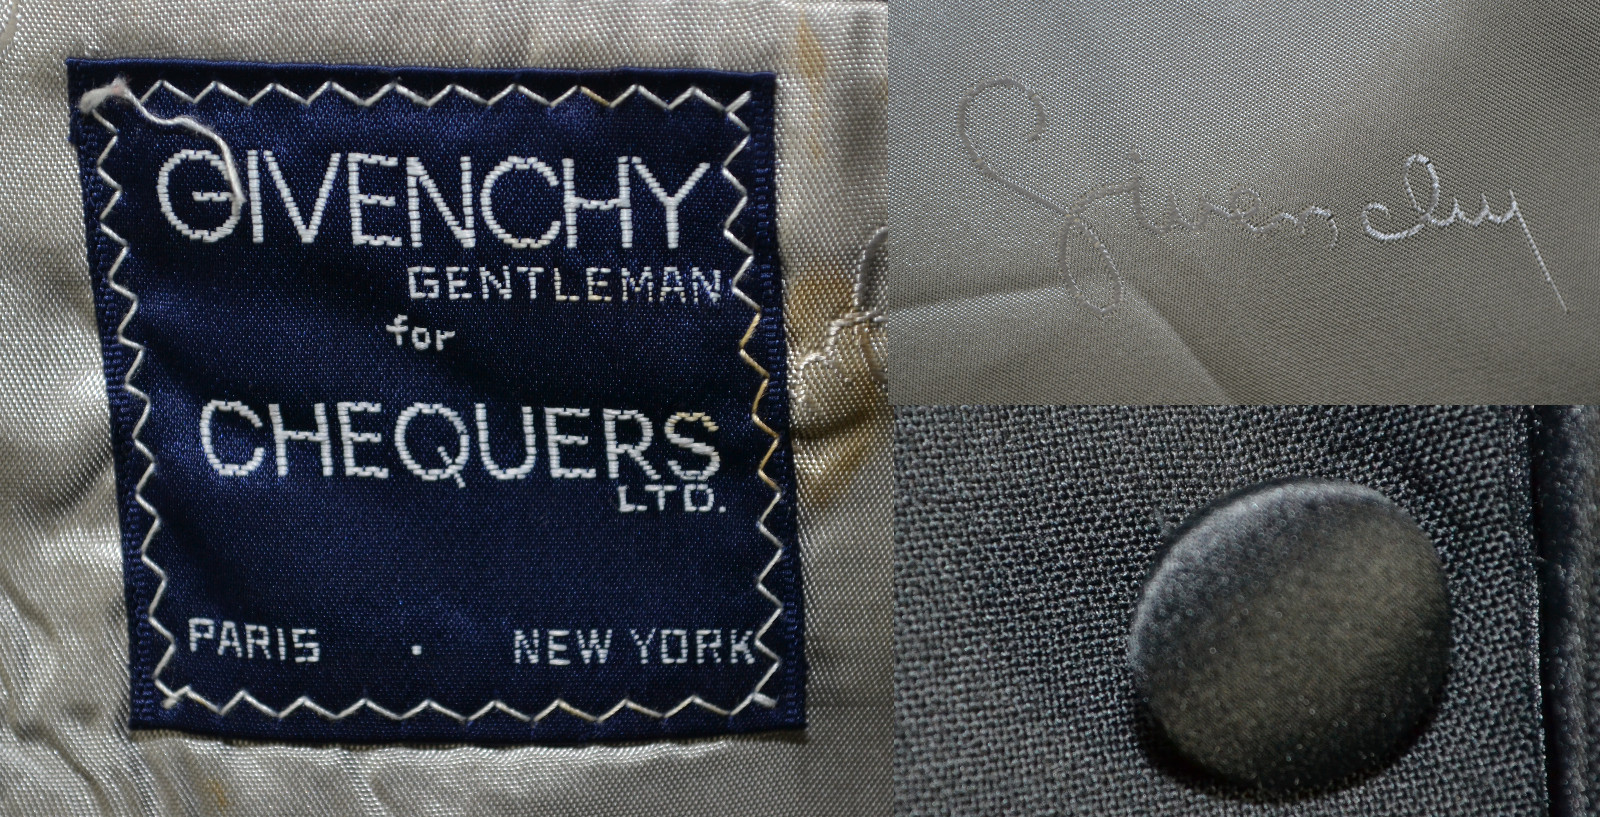 GIVENCHY
GENTLEMAN
for
CHEQUERS
LTD.
PARIS . NEW YORK
Givenchy